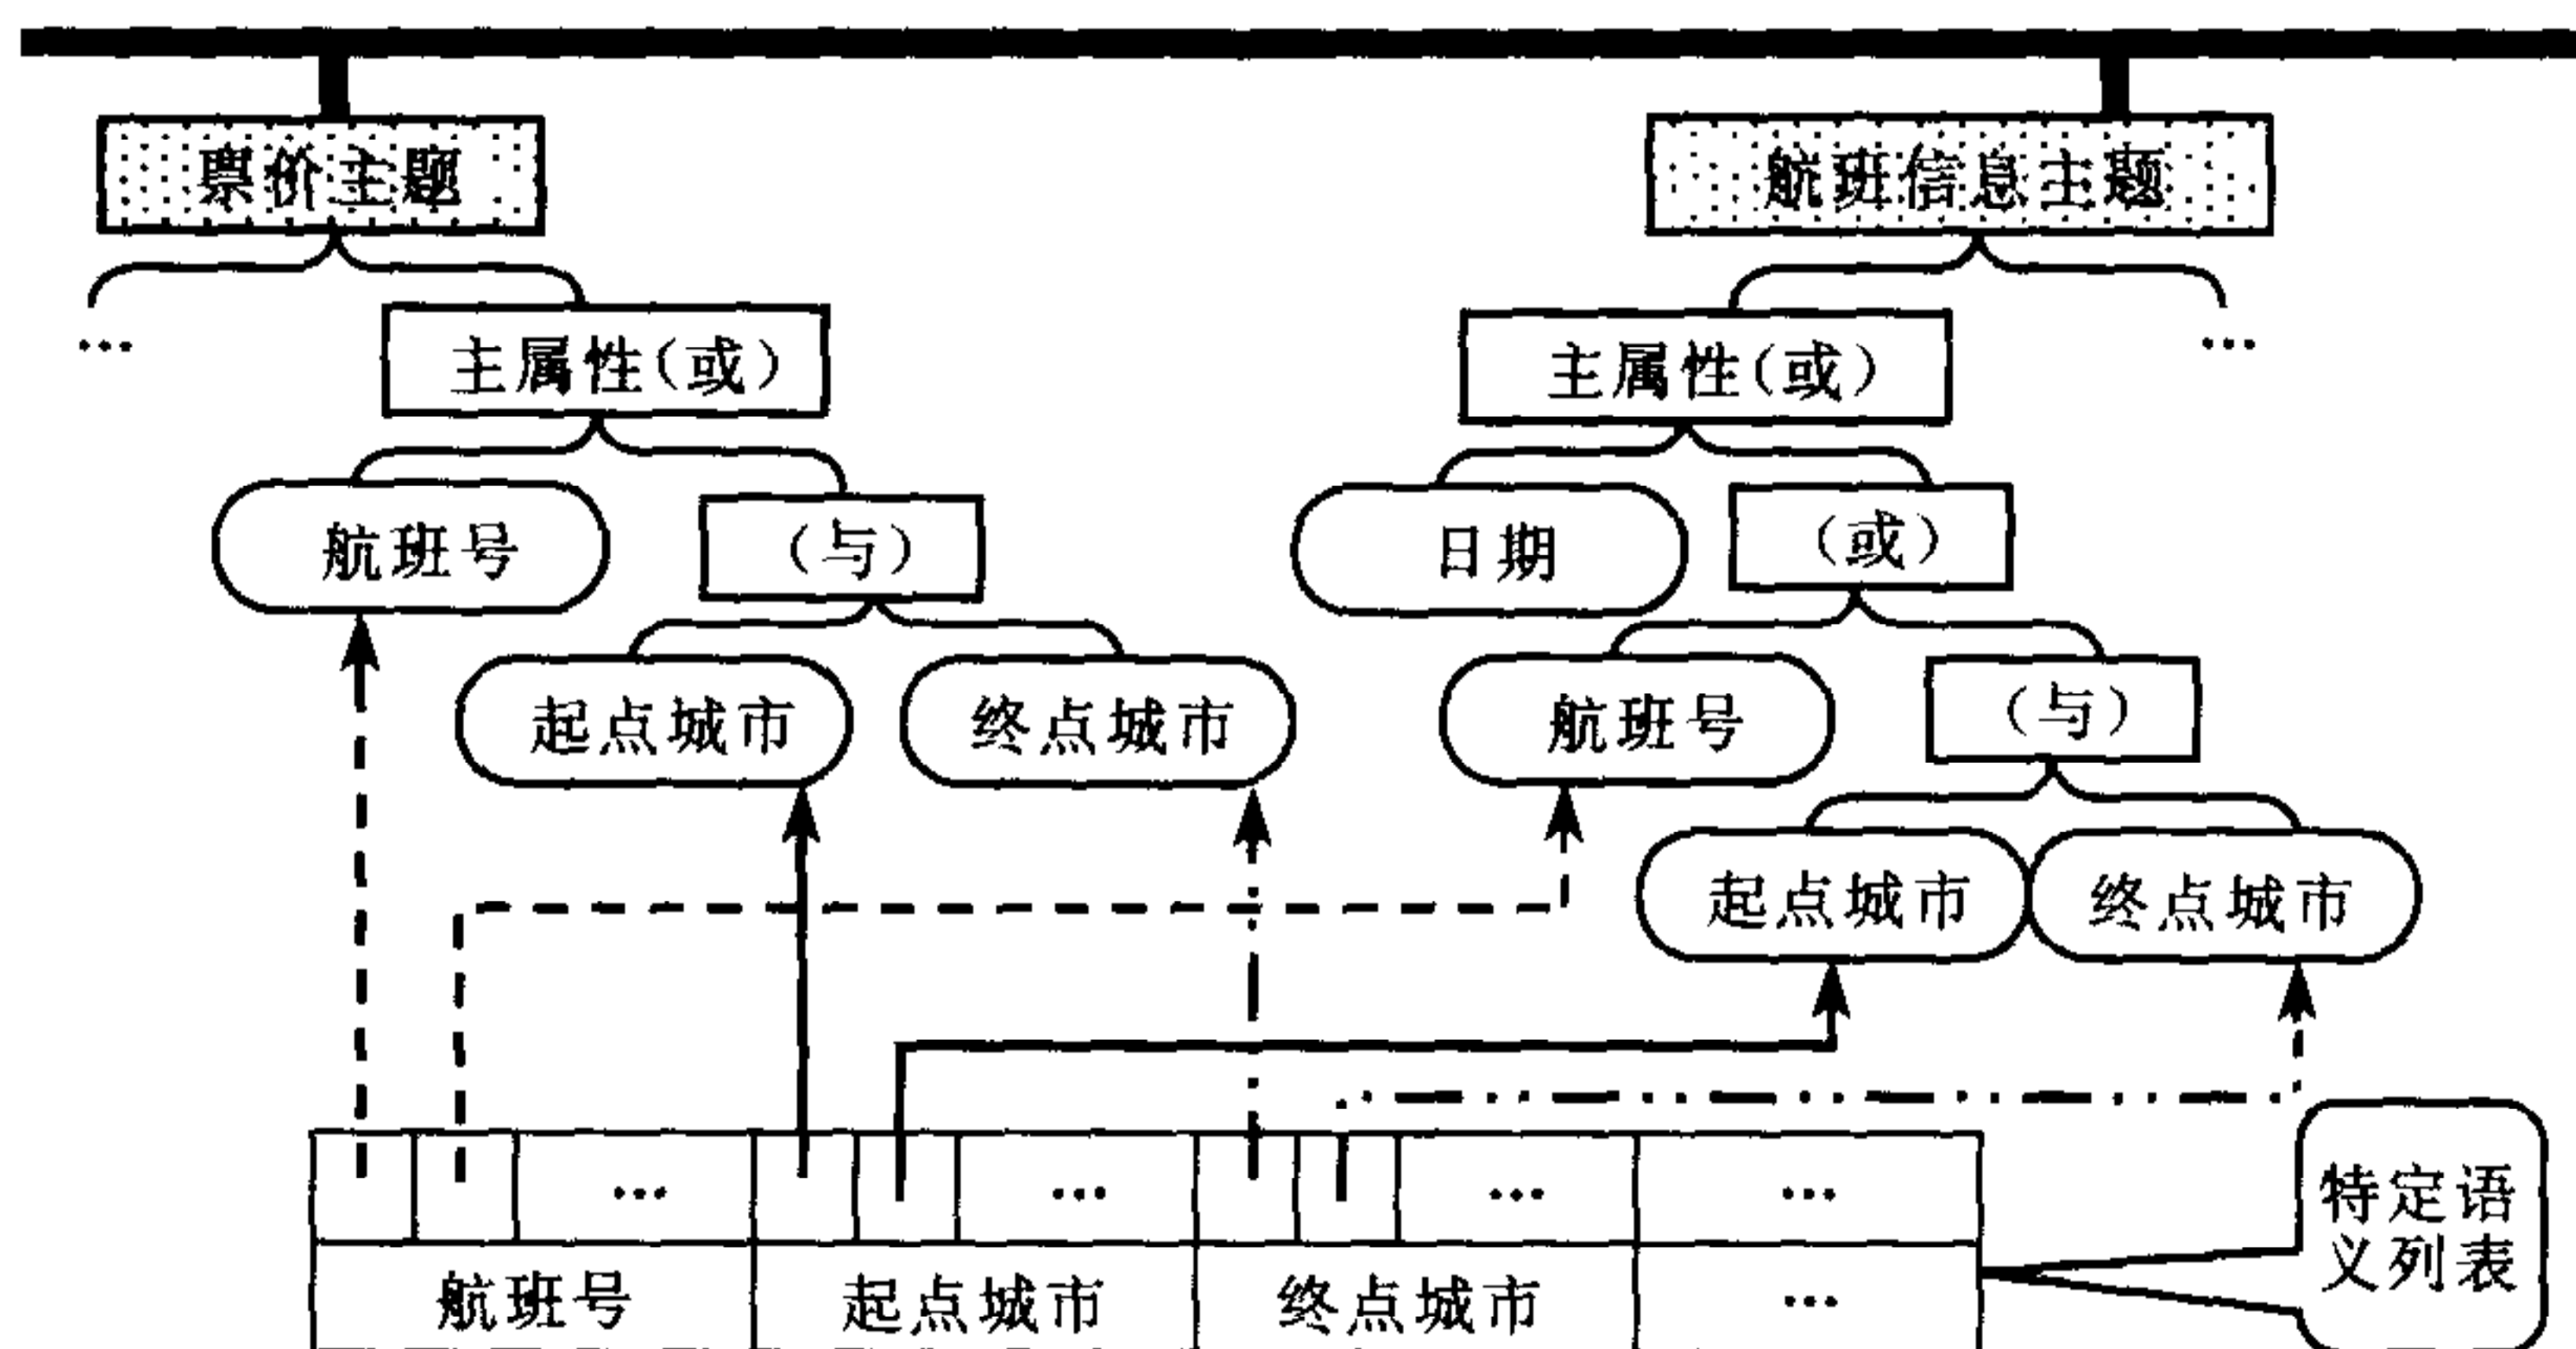 票价主题
航班信息主题
…
主属性(或)
主属性(或)
…
航班号
(与)
日期
(或)
起点城市
终点城市
航班号
(与)
起点城市
终点城市
…
…
…
…
特定语
义列表
航班号
起点城市
终点城市
…